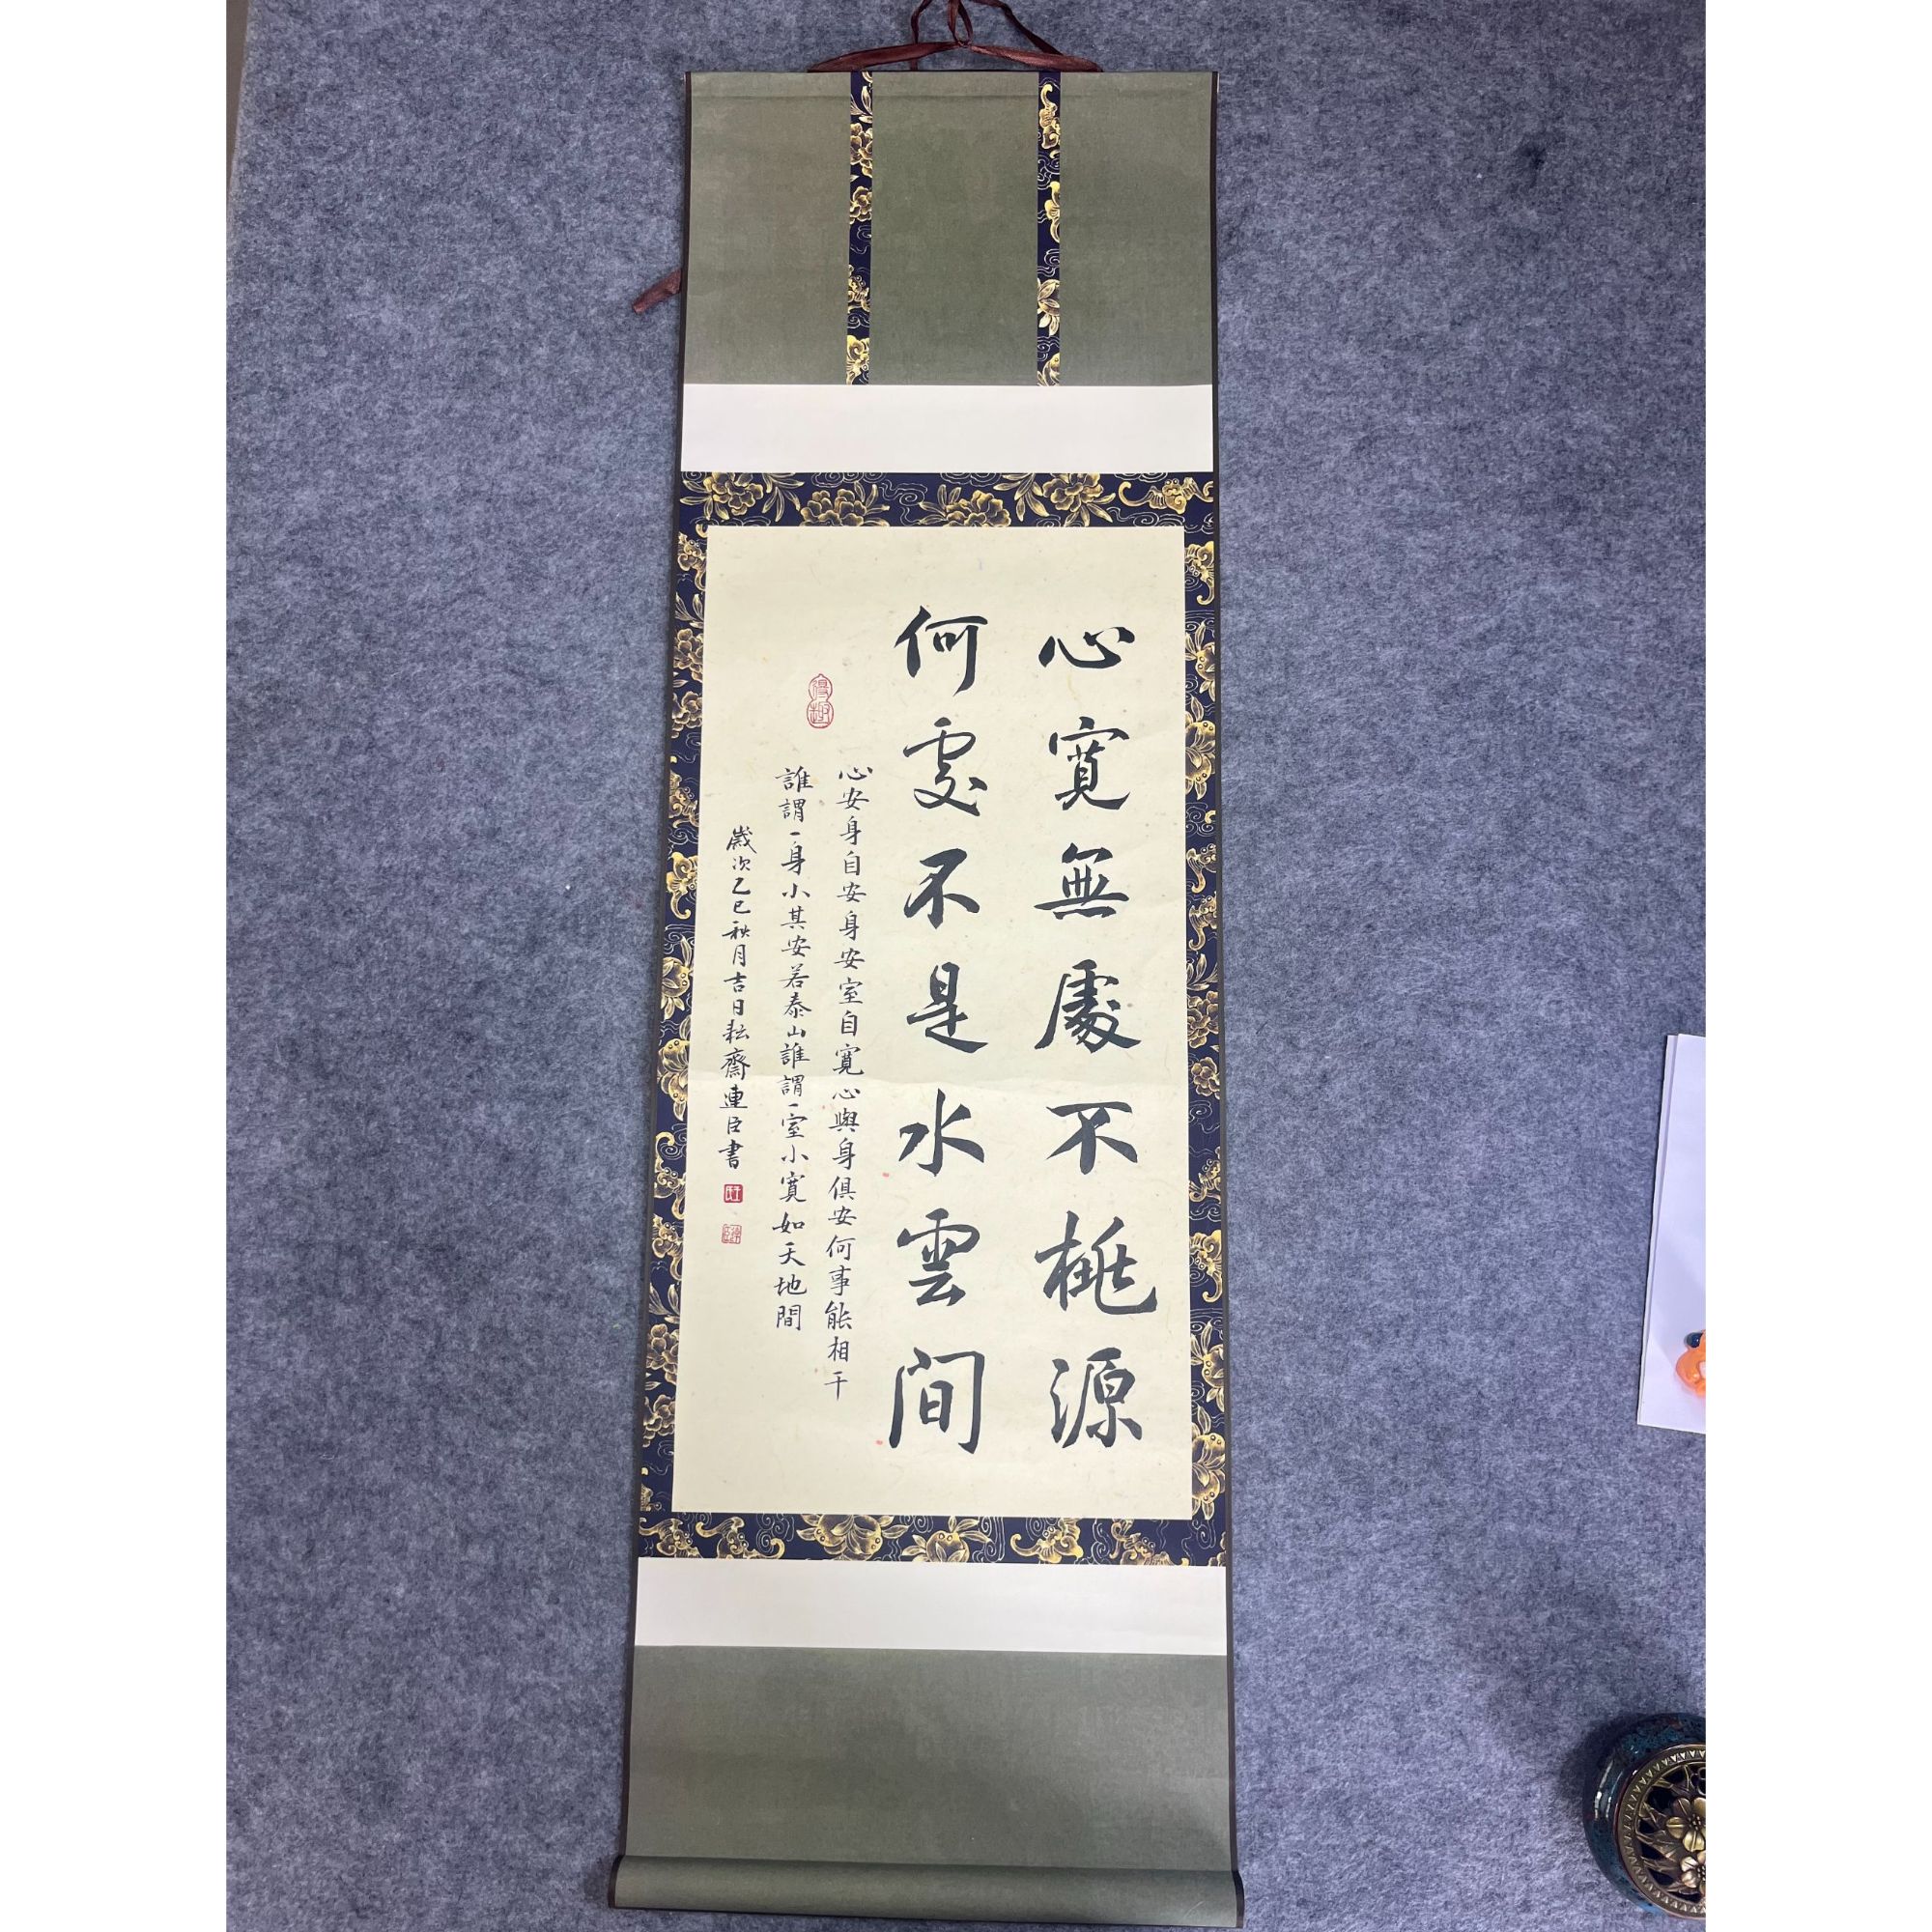 心寬無處不桃源
何處不是水雲間
得趣
心安身自安身安室自寬心與身俱安何事能相干
誰謂一身小其安若泰山誰謂一室小寬如天地間
歲次乙巳秋月吉日耘齋連臣書